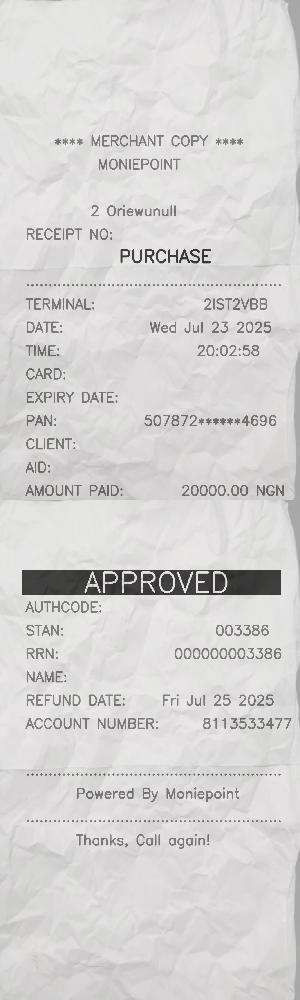 **** MERCHANT COPY ****
MONIEPOINT
2 Oriewunull
RECEIPT NO:
PURCHASE
TERMINAL: 2IST2VBB
DATE: Wed Jul 23 2025
TIME: 20:02:58
CARD:
EXPIRY DATE:
PAN: 507872******4696
CLIENT:
AID:
AMOUNT PAID: 20000.00 NGN
APPROVED
AUTHCODE:
STAN: 003386
RRN: 000000003386
NAME:
REFUND DATE: Fri Jul 25 2025
ACCOUNT NUMBER: 8113533477
Powered By Moniepoint
Thanks, Call again!